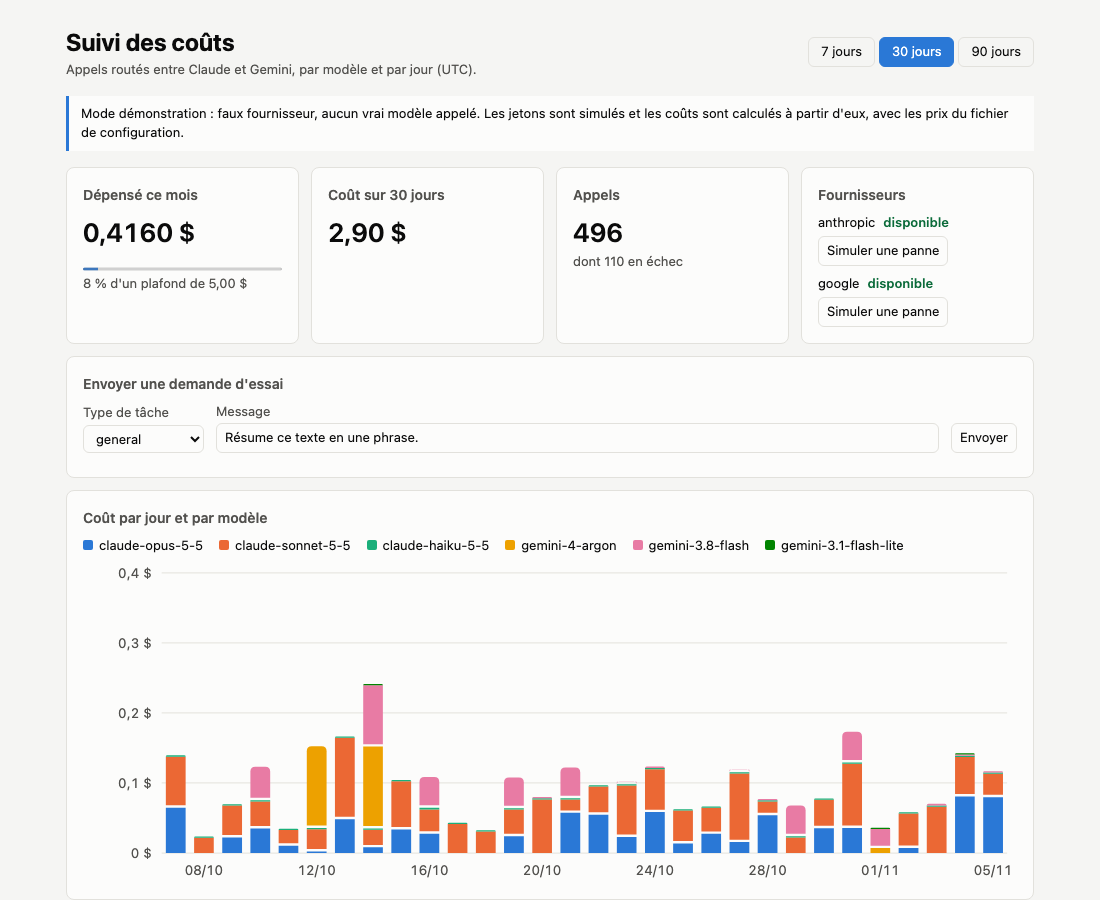 Suivi des coûts
Appels routés entre Claude et Gemini, par modèle et par jour (UTC).
7 jours
30 jours
90 jours
Mode démonstration : faux fournisseur, aucun vrai modèle appelé. Les jetons sont simulés et les coûts sont calculés à partir d'eux, avec les prix du fichier
de configuration.
Dépensé ce mois
0,4160 $
8 % d'un plafond de 5,00 $
Coût sur 30 jours
2,90 $
Appels
496
dont 110 en échec
Fournisseurs
anthropic disponible
Simuler une panne
google disponible
Simuler une panne
Envoyer une demande d'essai
Type de tâche
general
Message
Résume ce texte en une phrase.
Envoyer
Coût par jour et par modèle
claude-opus-5-5
claude-sonnet-5-5
claude-haiku-5-5
gemini-4-argon
gemini-3.8-flash
gemini-3.1-flash-lite
0,4 $
0,3 $
0,2 $
0,1 $
0 $
08/10
12/10
16/10
20/10
24/10
28/10
01/11
05/11